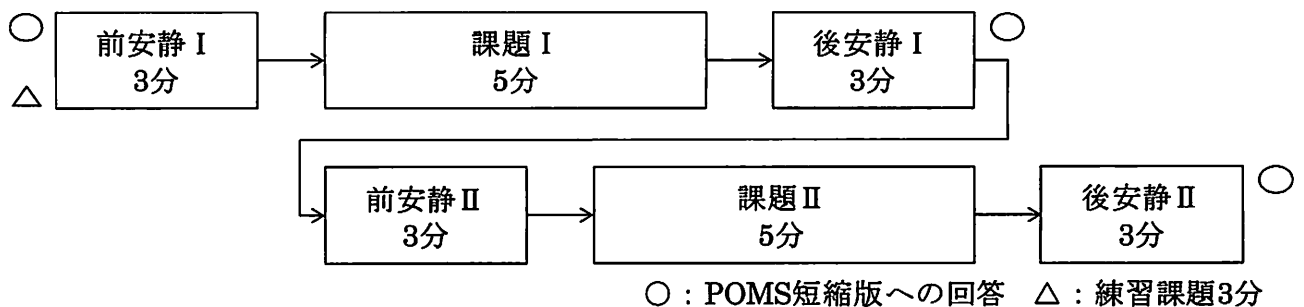 前安静Ⅰ
3分
課題Ⅰ
5分
後安静Ⅰ
3分
前安静Ⅱ
3分
課題Ⅱ
5分
後安静Ⅱ
3分
○:POMS短縮版への回答 △:練習課題3分